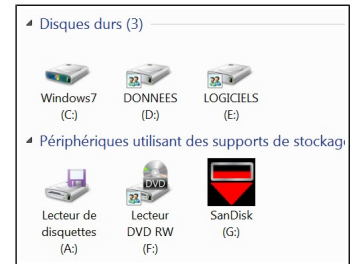 Disques durs (3)
Windows7
(C:)
DONNEES
(D:)
LOGICIELS
(E:)
Périphériques utilisant des supports de stockag
DVD
Lecteur de
disquettes
(A:)
Lecteur
DVD RW
(F:)
SanDisk
(G:)